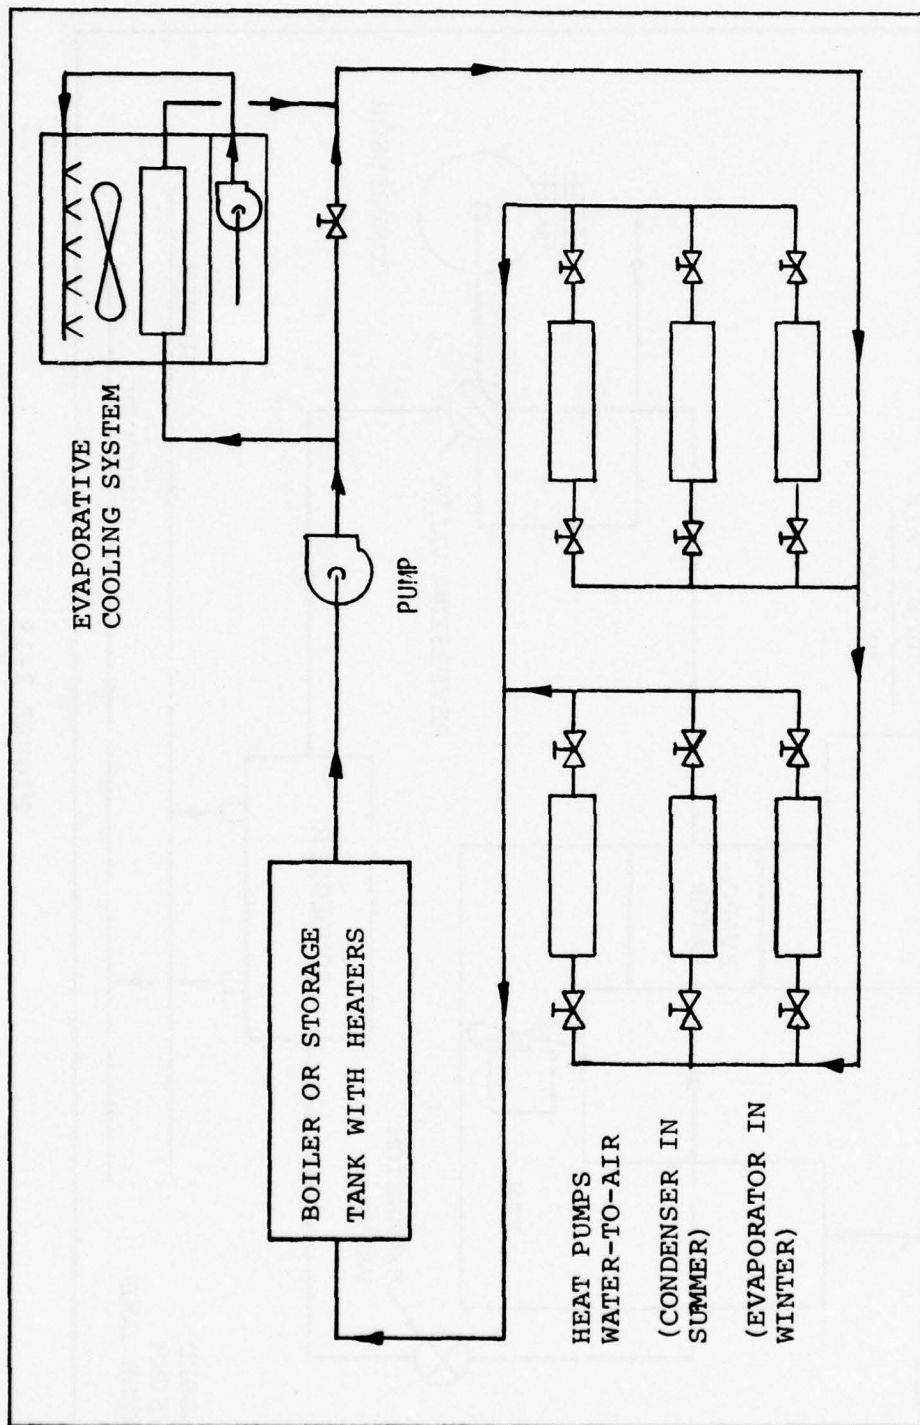 EVAPORATIVE
COOLING SYSTEM
PUMP
BOILER OR STORAGE
TANK WITH HEATERS
HEAT PUMPS
WATER-TO-AIR
(CONDENSER IN
SUMMER)
(EVAPORATOR IN
WINTER)